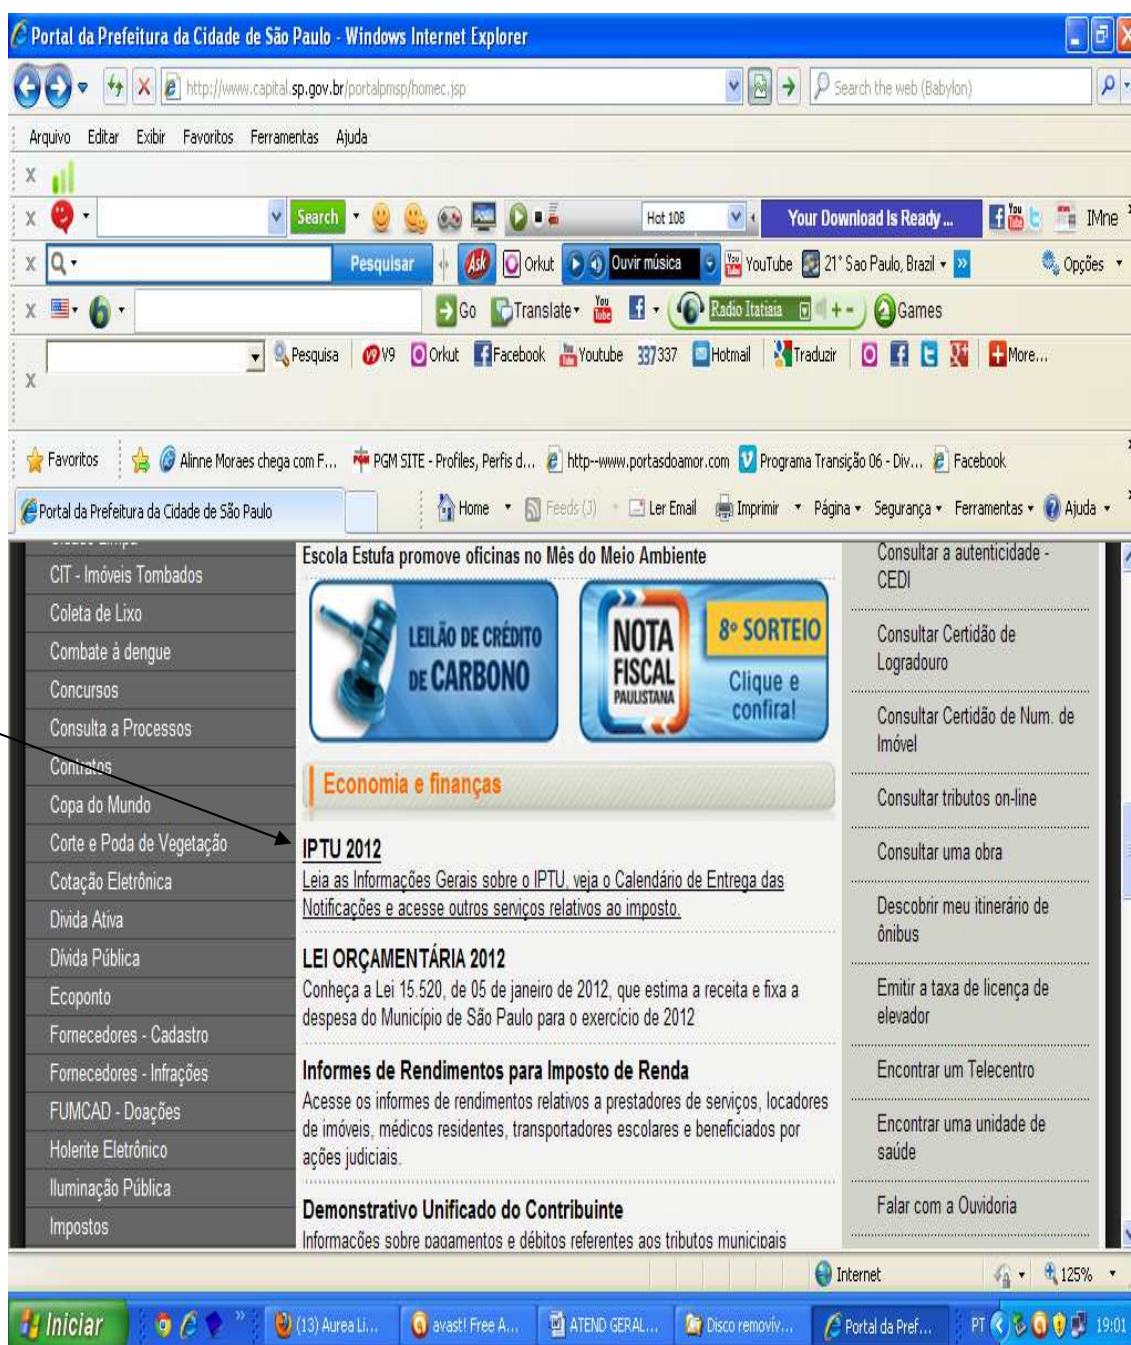 Portal da Prefeitura da Cidade de São Paulo - Windows Internet Explorer
http://www.capital.sp.gov.br/portalpmsp/homec.jsp
Search the web (Babylon)
Arquivo Editar Exibir Favoritos Ferramentas Ajuda
X
X Search Hot 108 Your Download Is Ready ... You IMne
X Pesquisar Ask Orkut Ouvir música You Tube YouTube 21° Sao Paulo, Brazil Opções
X Go Translate You Tube Radio Itatiaia + - Games
X Pesquisa V9 V9 Orkut Facebook Youtube 337 337 Hotmail Traduzir More...
Favoritos Alinne Moraes chega com F... PGM SITE - Profiles, Perfis d... http--www.portasdoamor.com Programa Transição 06 - Div... Facebook
Portal da Prefeitura da Cidade de São Paulo
Home Feeds (J) Ler Email Imprimir Página Segurança Ferramentas Ajuda
CIT - Imóveis Tombados
Coleta de Lixo
Combate à dengue
Concursos
Consulta a Processos
Contratos
Copa do Mundo
Corte e Poda de Vegetação
Cotação Eletrônica
Divida Ativa
Dívida Pública
Ecoponto
Fornecedores - Cadastro
Fornecedores - Infrações
FUMCAD - Doações
Holerite Eletrônico
Iluminação Pública
Impostos
Escola Estufa promove oficinas no Mês do Meio Ambiente
LEILÃO DE CRÉDITO
DE CARBONO
NOTA
FISCAL
PAULISTANA
8º SORTEIO
Clique e
confira!
Economia e finanças
IPTU 2012
Leia as Informações Gerais sobre o IPTU, veja o Calendário de Entrega das
Notificações e acesse outros serviços relativos ao imposto.
LEI ORÇAMENTÁRIA 2012
Conheça a Lei 15.520, de 05 de janeiro de 2012, que estima a receita e fixa a
despesa do Município de São Paulo para o exercício de 2012
Informes de Rendimentos para Imposto de Renda
Acesse os informes de rendimentos relativos a prestadores de serviços, locadores
de imóveis, médicos residentes, transportadores escolares e beneficiados por
ações judiciais.
Demonstrativo Unificado do Contribuinte
Informações sobre pagamentos e débitos referentes aos tributos municipais
Consultar a autenticidade -
CEDI
Consultar Certidão de
Logradouro
Consultar Certidão de Num. de
Imóvel
Consultar tributos on-line
Consultar uma obra
Descobrir meu itinerário de
ônibus
Emitir a taxa de licença de
elevador
Encontrar um Telecentro
Encontrar uma unidade de
saúde
Falar com a Ouvidoria
Internet 125%
Iniciar (13) Aurea Li... avast! Free A... ATEND GERAL... Disco removív... Portal da Pref... PT 19:01